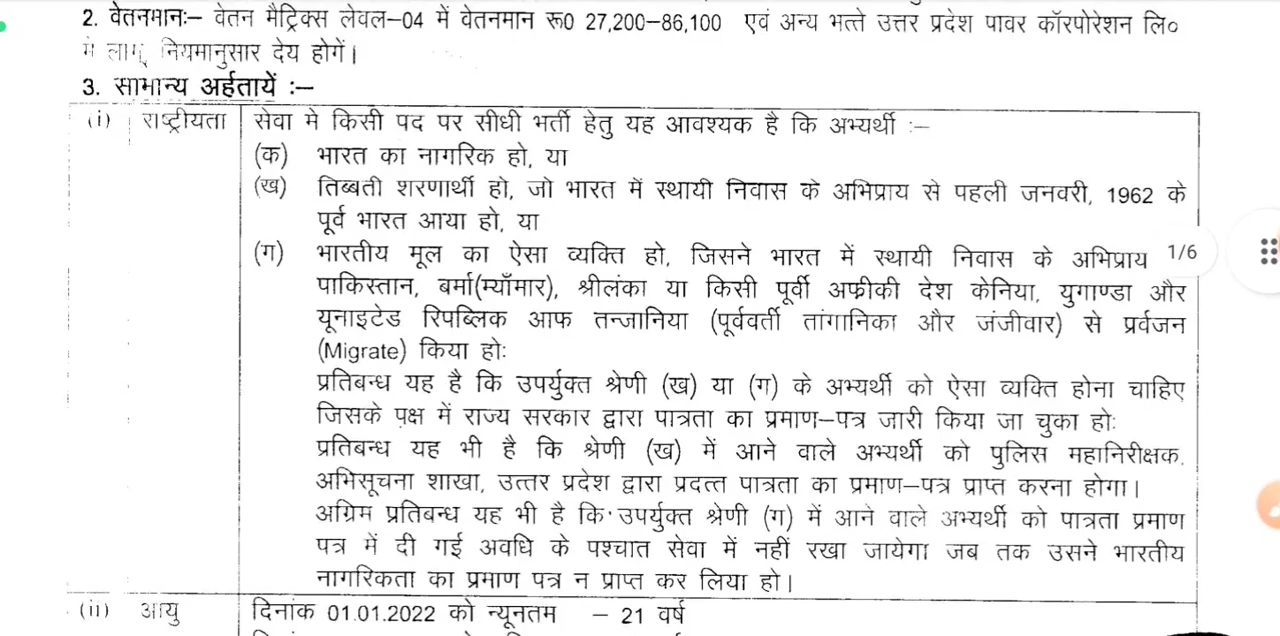 2. वेतनमानः– वेतन मैट्रिक्स लेवल–04 में वेतनमान रू0 27,200–86,100 एवं अन्य भत्ते उत्तर प्रदेश पावर कॉरपोरेशन लि०
मे लागू नियमानुसार देय होगें।
3. सामान्य अर्हतायें :–
(i) राष्ट्रीयता सेवा मे किसी पद पर सीधी भर्ती हेतु यह आवश्यक है कि अभ्यर्थी :–
(क) भारत का नागरिक हो, या
(ख) तिब्बती शरणार्थी हो, जो भारत में स्थायी निवास के अभिप्राय से पहली जनवरी, 1962 के
पूर्व भारत आया हो, या
(ग) भारतीय मूल का ऐसा व्यक्ति हो, जिसने भारत में स्थायी निवास के अभिप्राय 1/6
पाकिस्तान, बर्मा(म्याँमार), श्रीलंका या किसी पूर्वी अफ्रीकी देश केनिया, युगाण्डा और
यूनाइटेड रिपब्लिक आफ तन्जानिया (पूर्ववर्ती तांगानिका और जंजीवार) से प्रर्वजन
(Migrate) किया होः
प्रतिबन्ध यह है कि उपर्युक्त श्रेणी (ख) या (ग) के अभ्यर्थी को ऐसा व्यक्ति होना चाहिए
जिसके पक्ष में राज्य सरकार द्वारा पात्रता का प्रमाण–पत्र जारी किया जा चुका होः
प्रतिबन्ध यह भी है कि श्रेणी (ख) में आने वाले अभ्यर्थी को पुलिस महानिरीक्षक,
अभिसूचना शाखा, उत्तर प्रदेश द्वारा प्रदत्त पात्रता का प्रमाण–पत्र प्राप्त करना होगा।
अग्रिम प्रतिबन्ध यह भी है कि उपर्युक्त श्रेणी (ग) में आने वाले अभ्यर्थी को पात्रता प्रमाण
पत्र में दी गई अवधि के पश्चात सेवा में नहीं रखा जायेगा जब तक उसने भारतीय
नागरिकता का प्रमाण पत्र न प्राप्त कर लिया हो।
(ii) आयु दिनांक 01.01.2022 को न्यूनतम – 21 वर्ष